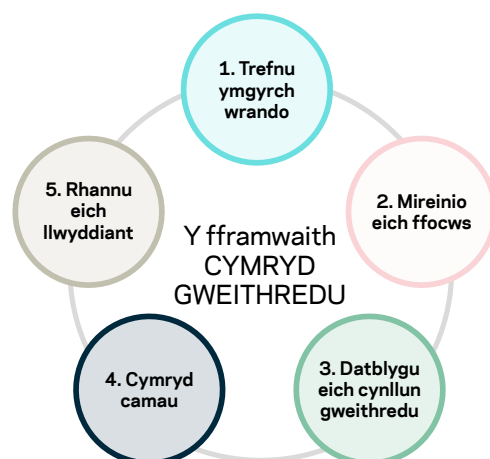 1. Trefnu
ymgyrch
wrando
2. Mireinio
eich ffocws
3. Datblygu
eich cynllun
gweithredu
4. Cymryd
camau
5. Rhannu
eich
llwyddiant
Y fframwaith
CYMRYD
GWEITHREDU